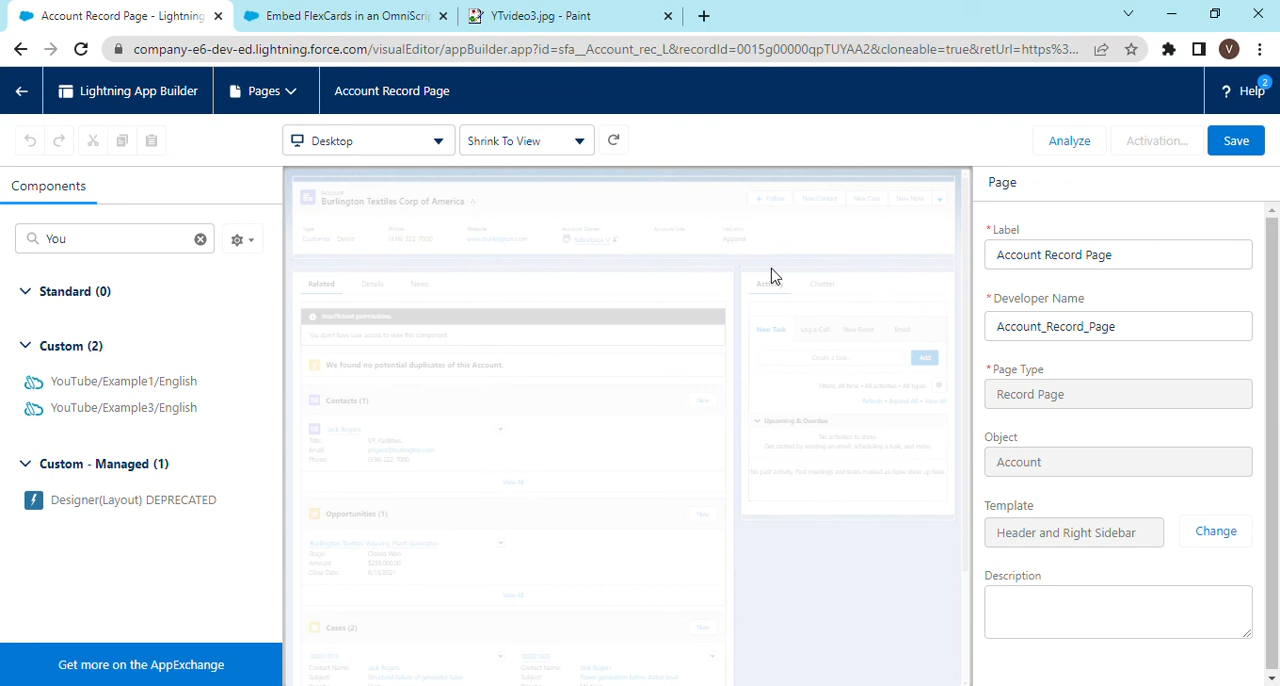 Account Record Page - Lightning
Embed FlexCards in an OmniScrip
YTvideo3.jpg - Paint
company-e6-dev-ed.lightning.force.com/visualEditor/appBuilder.app?id=sfa__Account_rec_L&recordId=0015g00000qpTUYAA2&cloneable=true&retUrl=https%3...
V
Lightning App Builder
Pages
Account Record Page
? Help
2
Desktop
Shrink To View
Analyze
Activation...
Save
Components
You
Standard (0)
Custom (2)
YouTube/Example1/English
YouTube/Example3/English
Custom - Managed (1)
Designer(Layout) DEPRECATED
Get more on the AppExchange
Account
Burlington Textiles Corp of America
+ Follow
New Contact
New Case
New Note
Type
Phone
Website
Account Owner
Account Site
Industry
Customer - Direct
(336) 222-7000
www.burlington.com
Apparel
Related
Details
News
Insufficient permissions
You don't have user access to view this component.
We found no potential duplicates of this Account.
Contacts (1)
New
Jack Rogers
Title:
VP, Facilities
Email:
Phone:
(336) 222-7000
View All
Opportunities (1)
New
Burlington Textiles Weaving Plant Generator
Stage:
Closed Won
Amount:
$235,000.00
Close Date:
View All
Cases (2)
New
Contact Name:
Jack Rogers
Contact Name:
Jack Rogers
Subject:
Structural failure of generator base
Subject:
Activity
Chatter
New Task
Log a Call
New Event
Email
Create a task...
Add
Filters: All time • All activities • All types
Refresh • Expand All • View All
Upcoming & Overdue
No activities to show.
Get started by sending an email, scheduling a task, and more.
No past activity. Past meetings and tasks marked as done show up here.
Page
* Label
Account Record Page
* Developer Name
Account_Record_Page
* Page Type
Record Page
Object
Account
Template
Header and Right Sidebar
Change
Description